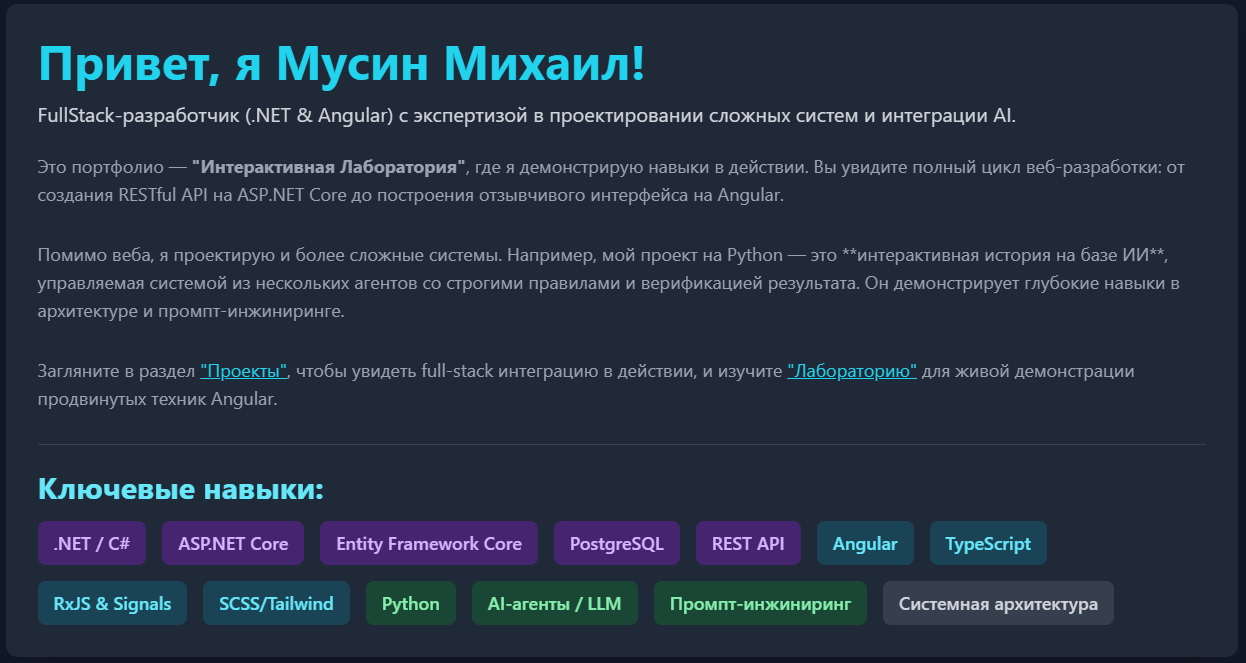 Привет, я Мусин Михаил!
FullStack-разработчик (.NET & Angular) с экспертизой в проектировании сложных систем и интеграции AI.
Это портфолио — "Интерактивная Лаборатория", где я демонстрирую навыки в действии. Вы увидите полный цикл веб-разработки: от
создания RESTful API на ASP.NET Core до построения отзывчивого интерфейса на Angular.
Помимо веба, я проектирую и более сложные системы. Например, мой проект на Python — это **интерактивная история на базе ИИ**,
управляемая системой из нескольких агентов со строгими правилами и верификацией результата. Он демонстрирует глубокие навыки в
архитектуре и промпт-инжиниринге.
Загляните в раздел "Проекты", чтобы увидеть full-stack интеграцию в действии, и изучите "Лабораторию" для живой демонстрации
продвинутых техник Angular.
Ключевые навыки:
.NET / C# ASP.NET Core Entity Framework Core PostgreSQL REST API Angular TypeScript
RxJS & Signals SCSS/Tailwind Python AI-агенты / LLM Промпт-инжиниринг Системная архитектура